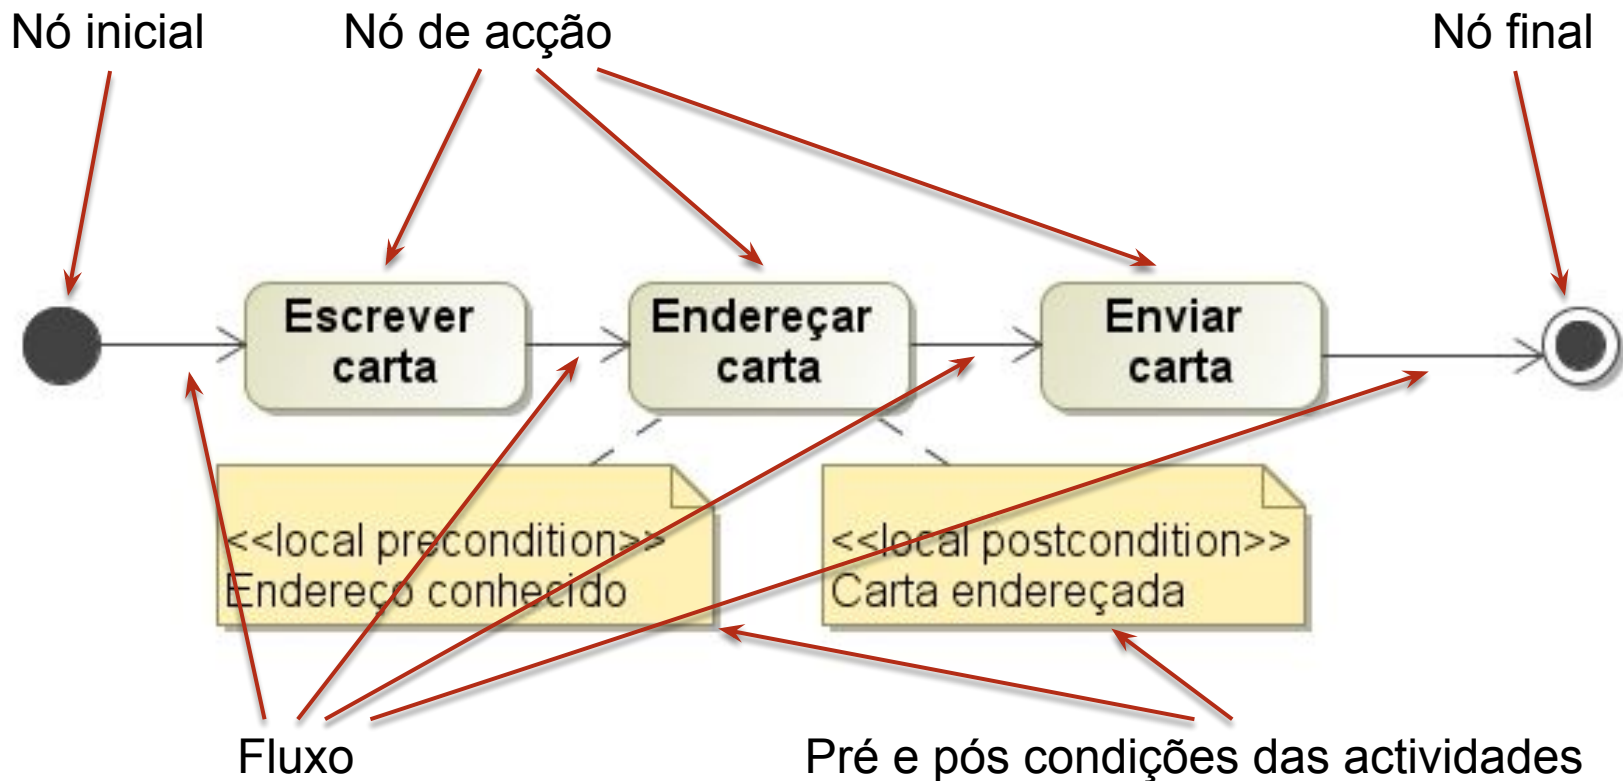 Nó inicial
Nó de acção
Nó final
Escrever
carta
Endereçar
carta
Enviar
carta
<<local precondition>>
Endereço conhecido
<<local postcondition>>
Carta endereçada
Fluxo
Pré e pós condições das actividades